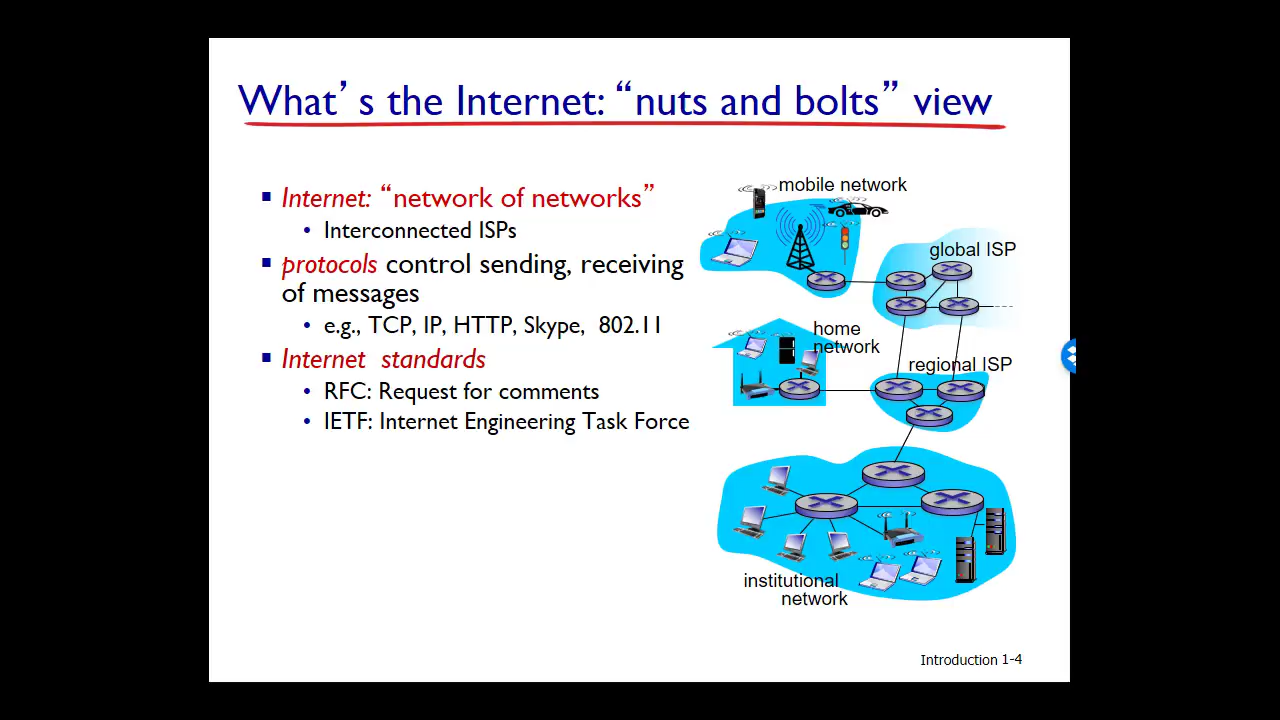 What’s the Internet: “nuts and bolts” view
Internet: “network of networks”
Interconnected ISPs
protocols control sending, receiving
of messages
e.g., TCP, IP, HTTP, Skype, 802.11
Internet standards
RFC: Request for comments
IETF: Internet Engineering Task Force
mobile network
global ISP
home
network
regional ISP
institutional
network
Introduction 1-4